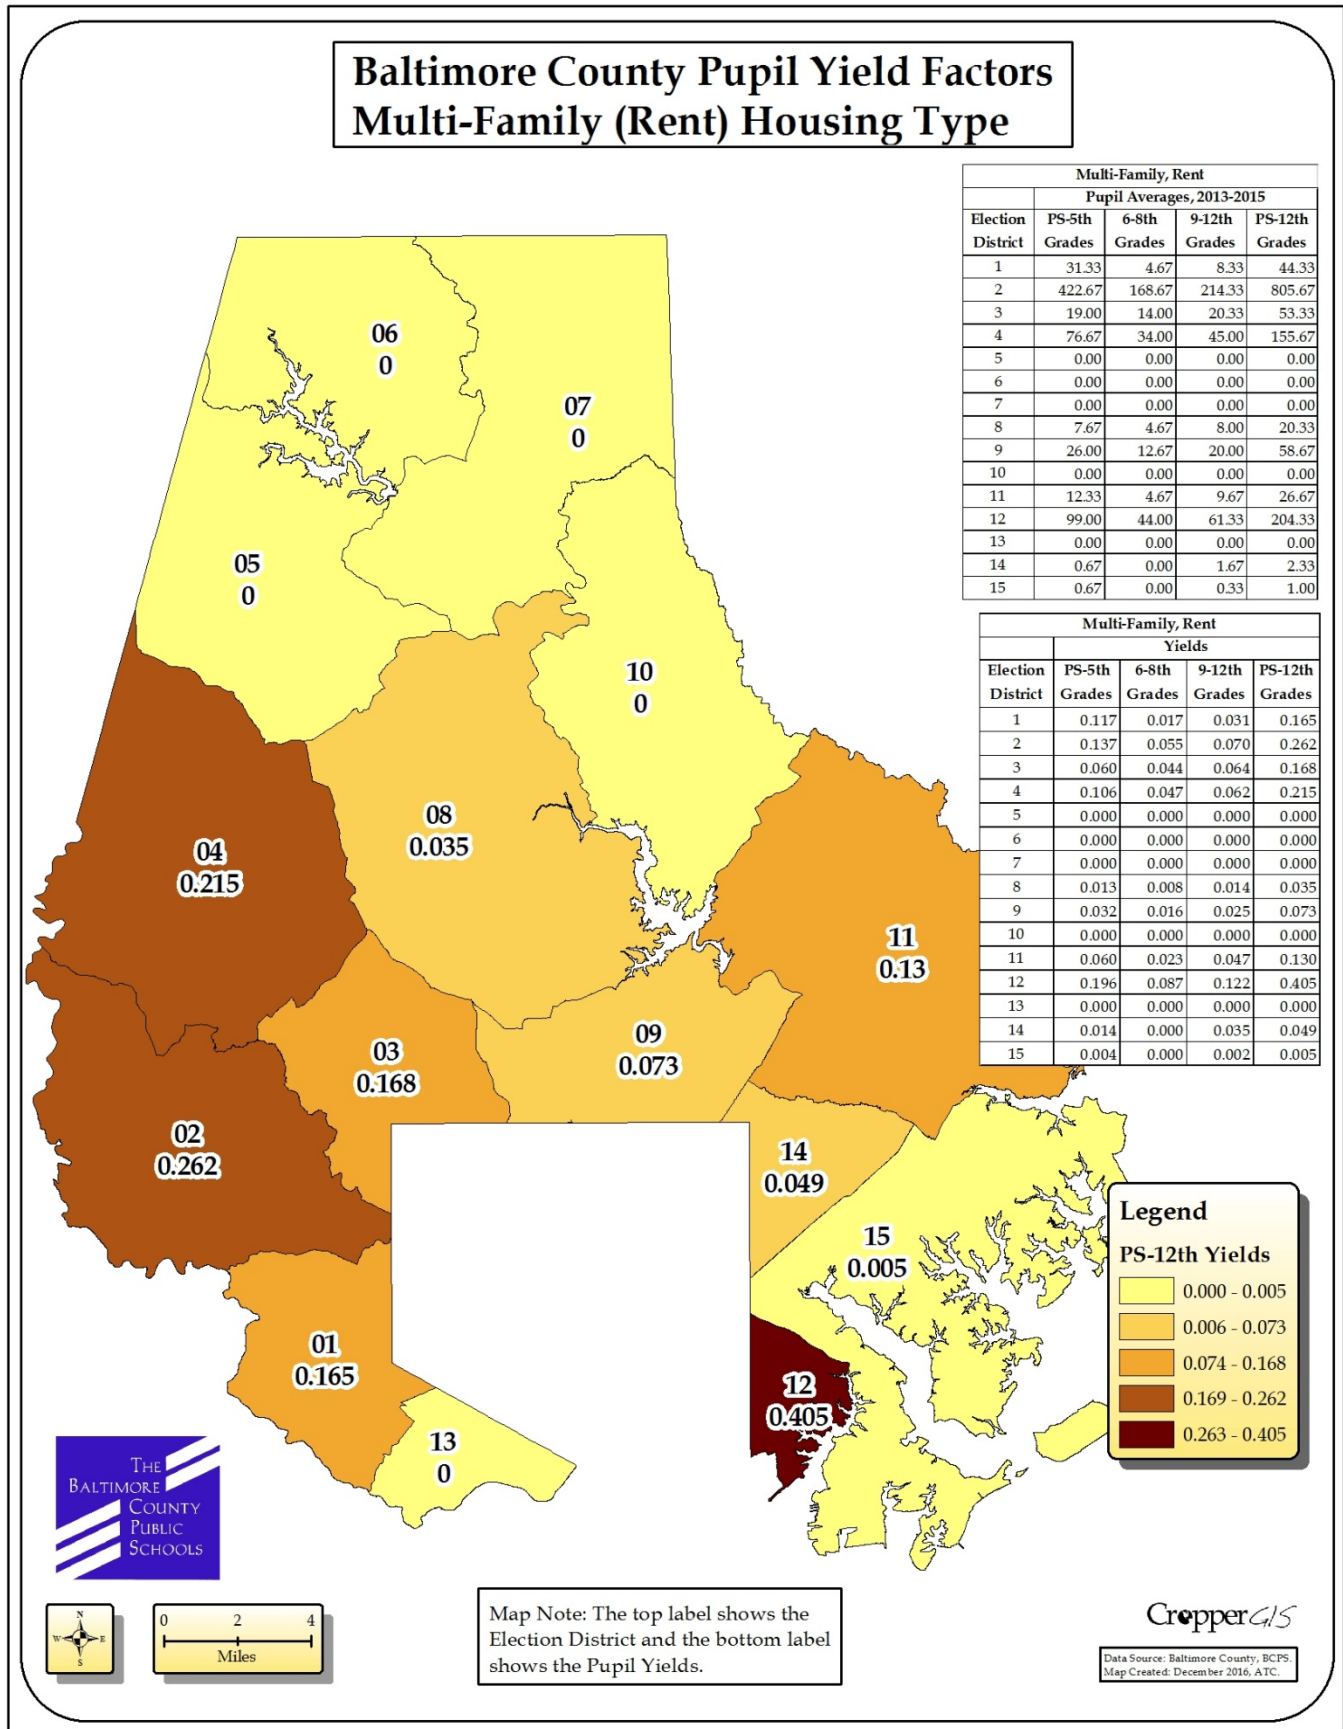 Baltimore County Pupil Yield Factors
Multi-Family (Rent) Housing Type
Multi-Family, Rent
Pupil Averages, 2013-2015
Election District PS-5th Grades 6-8th Grades 9-12th Grades PS-12th Grades
1 31.33 4.67 8.33 44.33
2 422.67 168.67 214.33 805.67
3 19.00 14.00 20.33 53.33
4 76.67 34.00 45.00 155.67
5 0.00 0.00 0.00 0.00
6 0.00 0.00 0.00 0.00
7 0.00 0.00 0.00 0.00
8 7.67 4.67 8.00 20.33
9 26.00 12.67 20.00 58.67
10 0.00 0.00 0.00 0.00
11 12.33 4.67 9.67 26.67
12 99.00 44.00 61.33 204.33
13 0.00 0.00 0.00 0.00
14 0.67 0.00 1.67 2.33
15 0.67 0.00 0.33 1.00
Multi-Family, Rent
Yields
Election District PS-5th Grades 6-8th Grades 9-12th Grades PS-12th Grades
1 0.117 0.017 0.031 0.165
2 0.137 0.055 0.070 0.262
3 0.060 0.044 0.064 0.168
4 0.106 0.047 0.062 0.215
5 0.000 0.000 0.000 0.000
6 0.000 0.000 0.000 0.000
7 0.000 0.000 0.000 0.000
8 0.013 0.008 0.014 0.035
9 0.032 0.016 0.025 0.073
10 0.000 0.000 0.000 0.000
11 0.060 0.023 0.047 0.130
12 0.196 0.087 0.122 0.405
13 0.000 0.000 0.000 0.000
14 0.014 0.000 0.035 0.049
15 0.004 0.000 0.002 0.005
06
0
07
0
05
0
10
0
08
0.035
04
0.215
11
0.13
09
0.073
03
0.168
02
0.262
14
0.049
15
0.005
01
0.165
12
0.405
13
0
Legend
PS-12th Yields
0.000 - 0.005
0.006 - 0.073
0.074 - 0.168
0.169 - 0.262
0.263 - 0.405
THE
BALTIMORE
COUNTY
PUBLIC
SCHOOLS
N
W E
S
0 2 4
Miles
Map Note: The top label shows the
Election District and the bottom label
shows the Pupil Yields.
Cropper GIS
Data Source: Baltimore County, BCPS.
Map Created: December 2016, ATC.